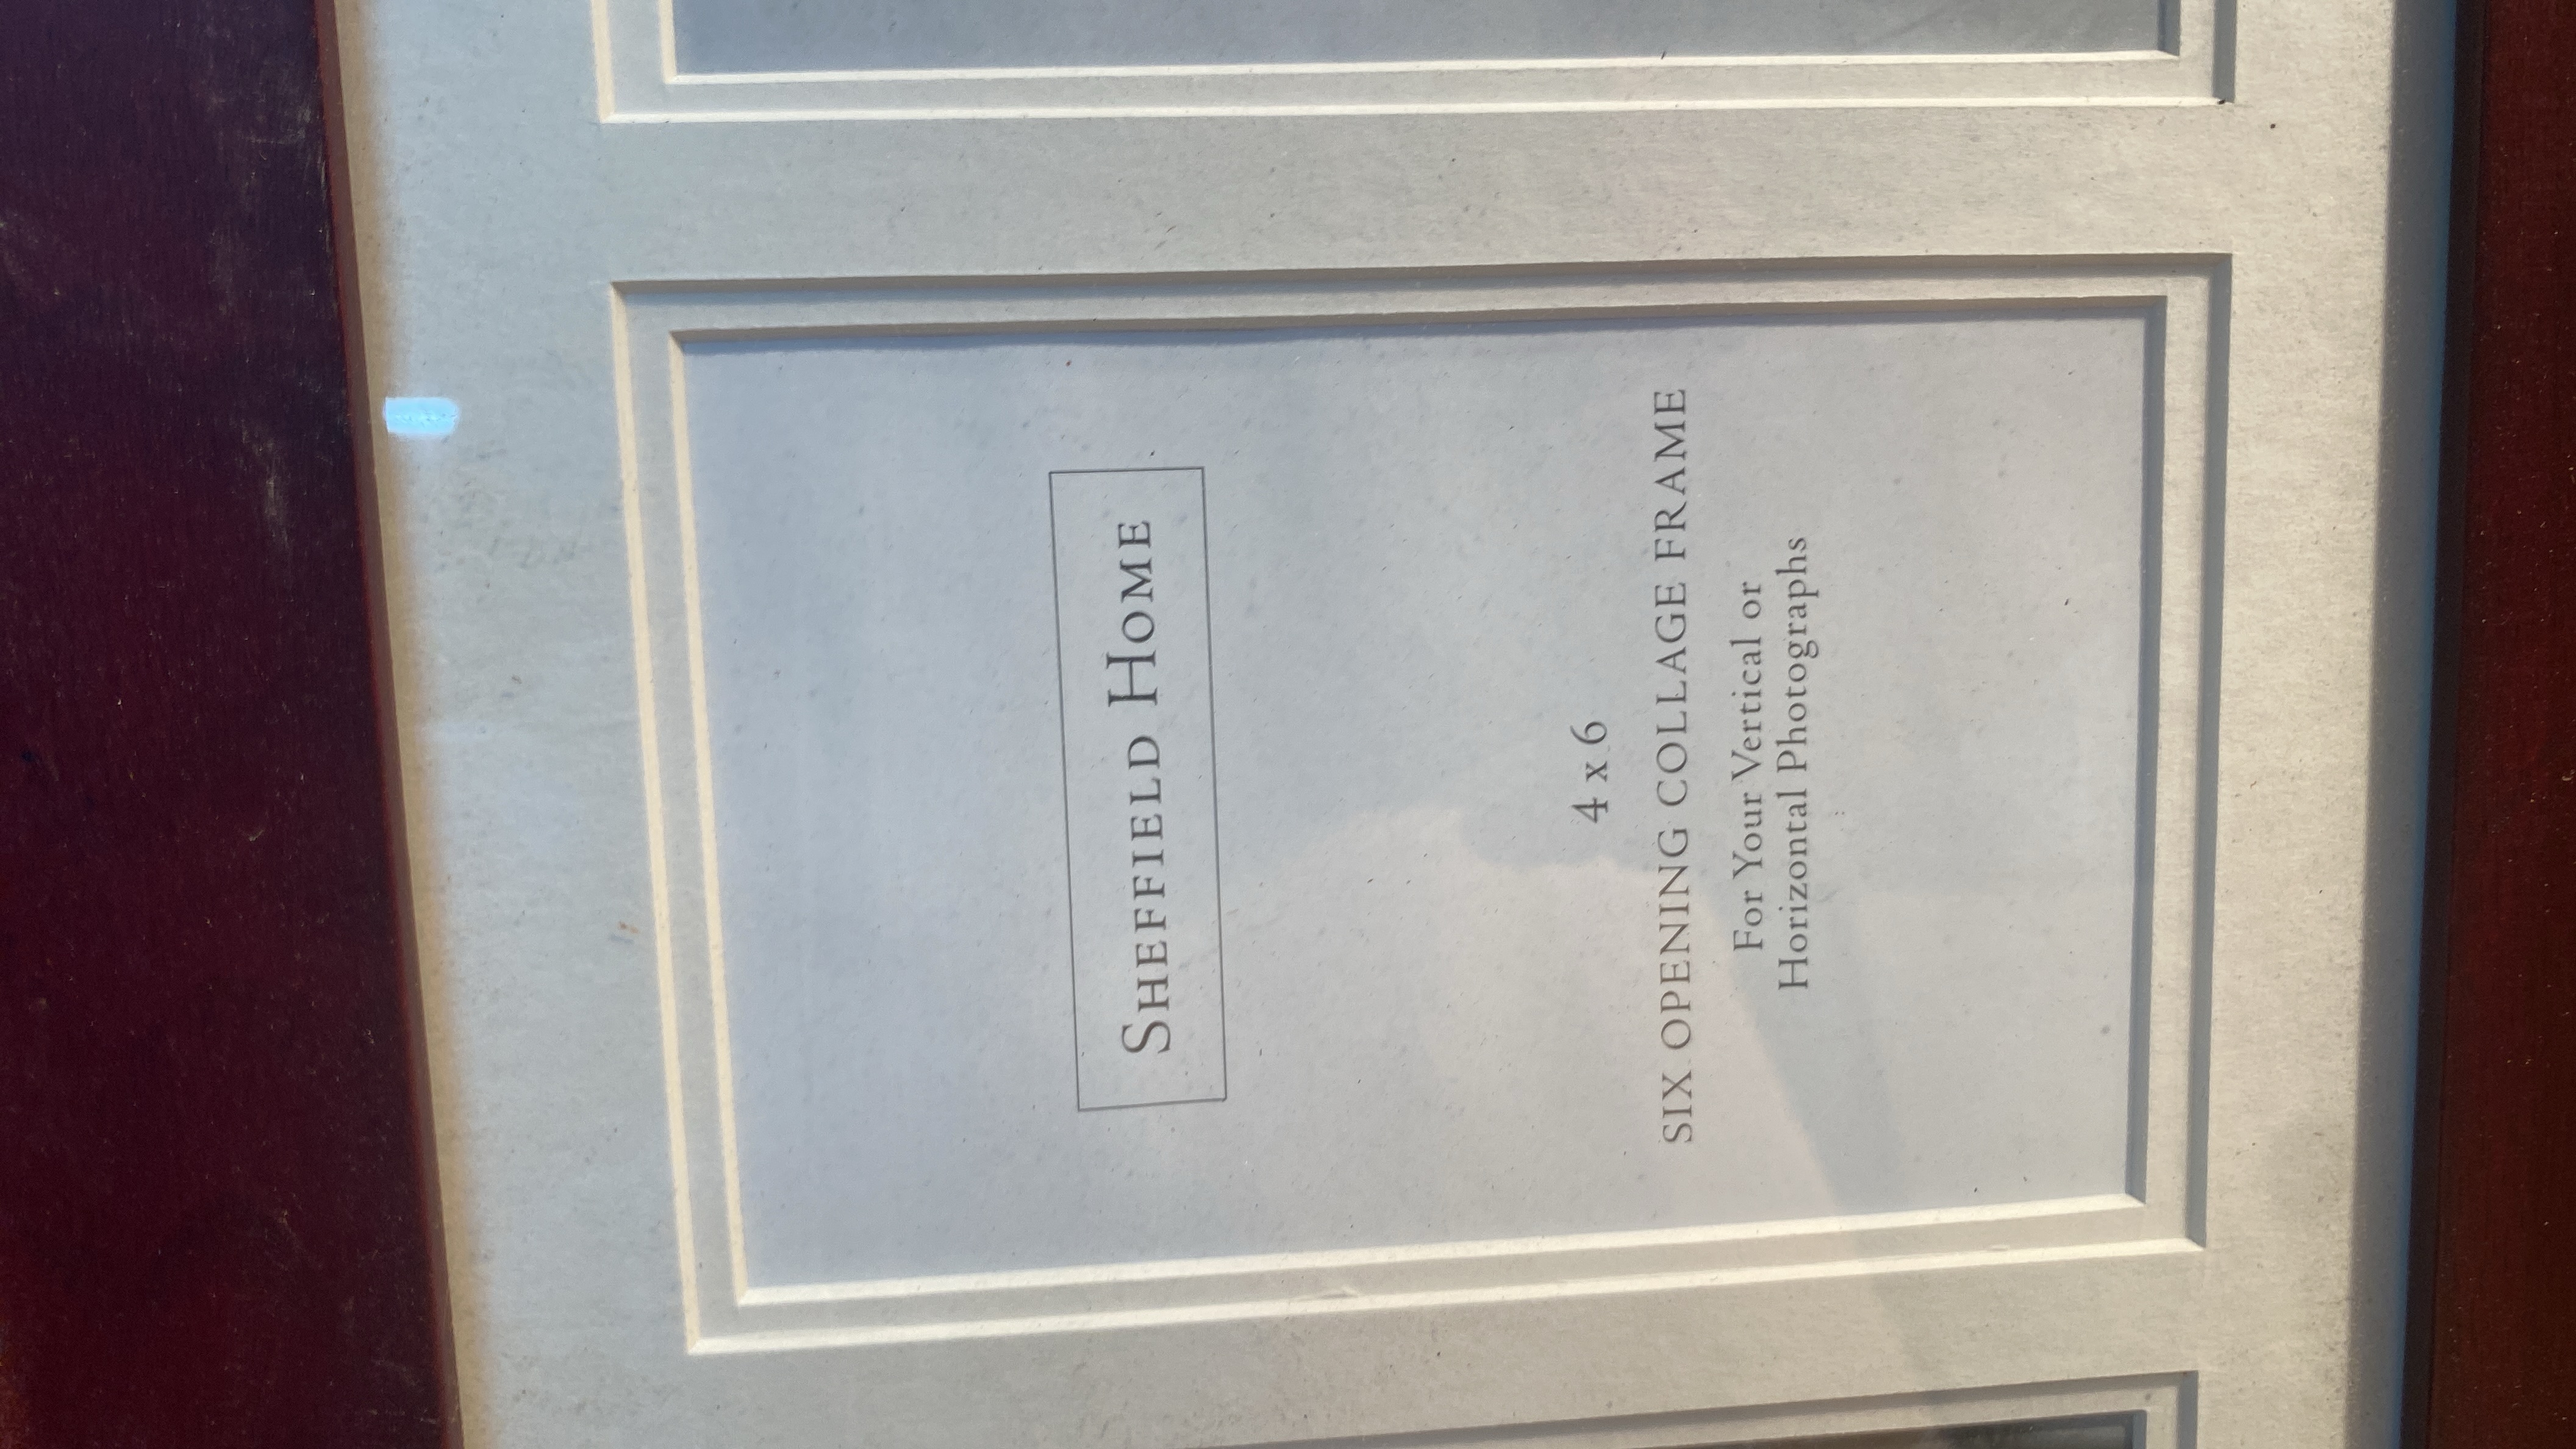 SHEFFIELD HOME
4 x 6
SIX OPENING COLLAGE FRAME
For Your Vertical or
Horizontal Photographs